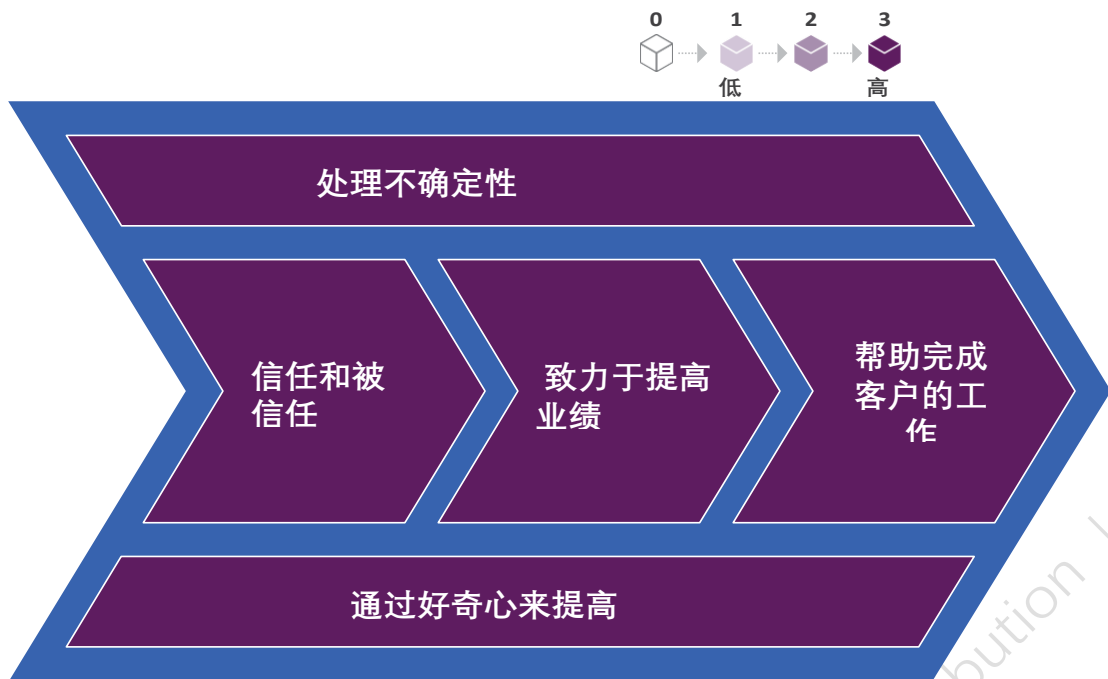 0 1 2 3
低 高
处理不确定性
信任和被
信任
致力于提高
业绩
帮助完成
客户的工
作
通过好奇心来提高
bution